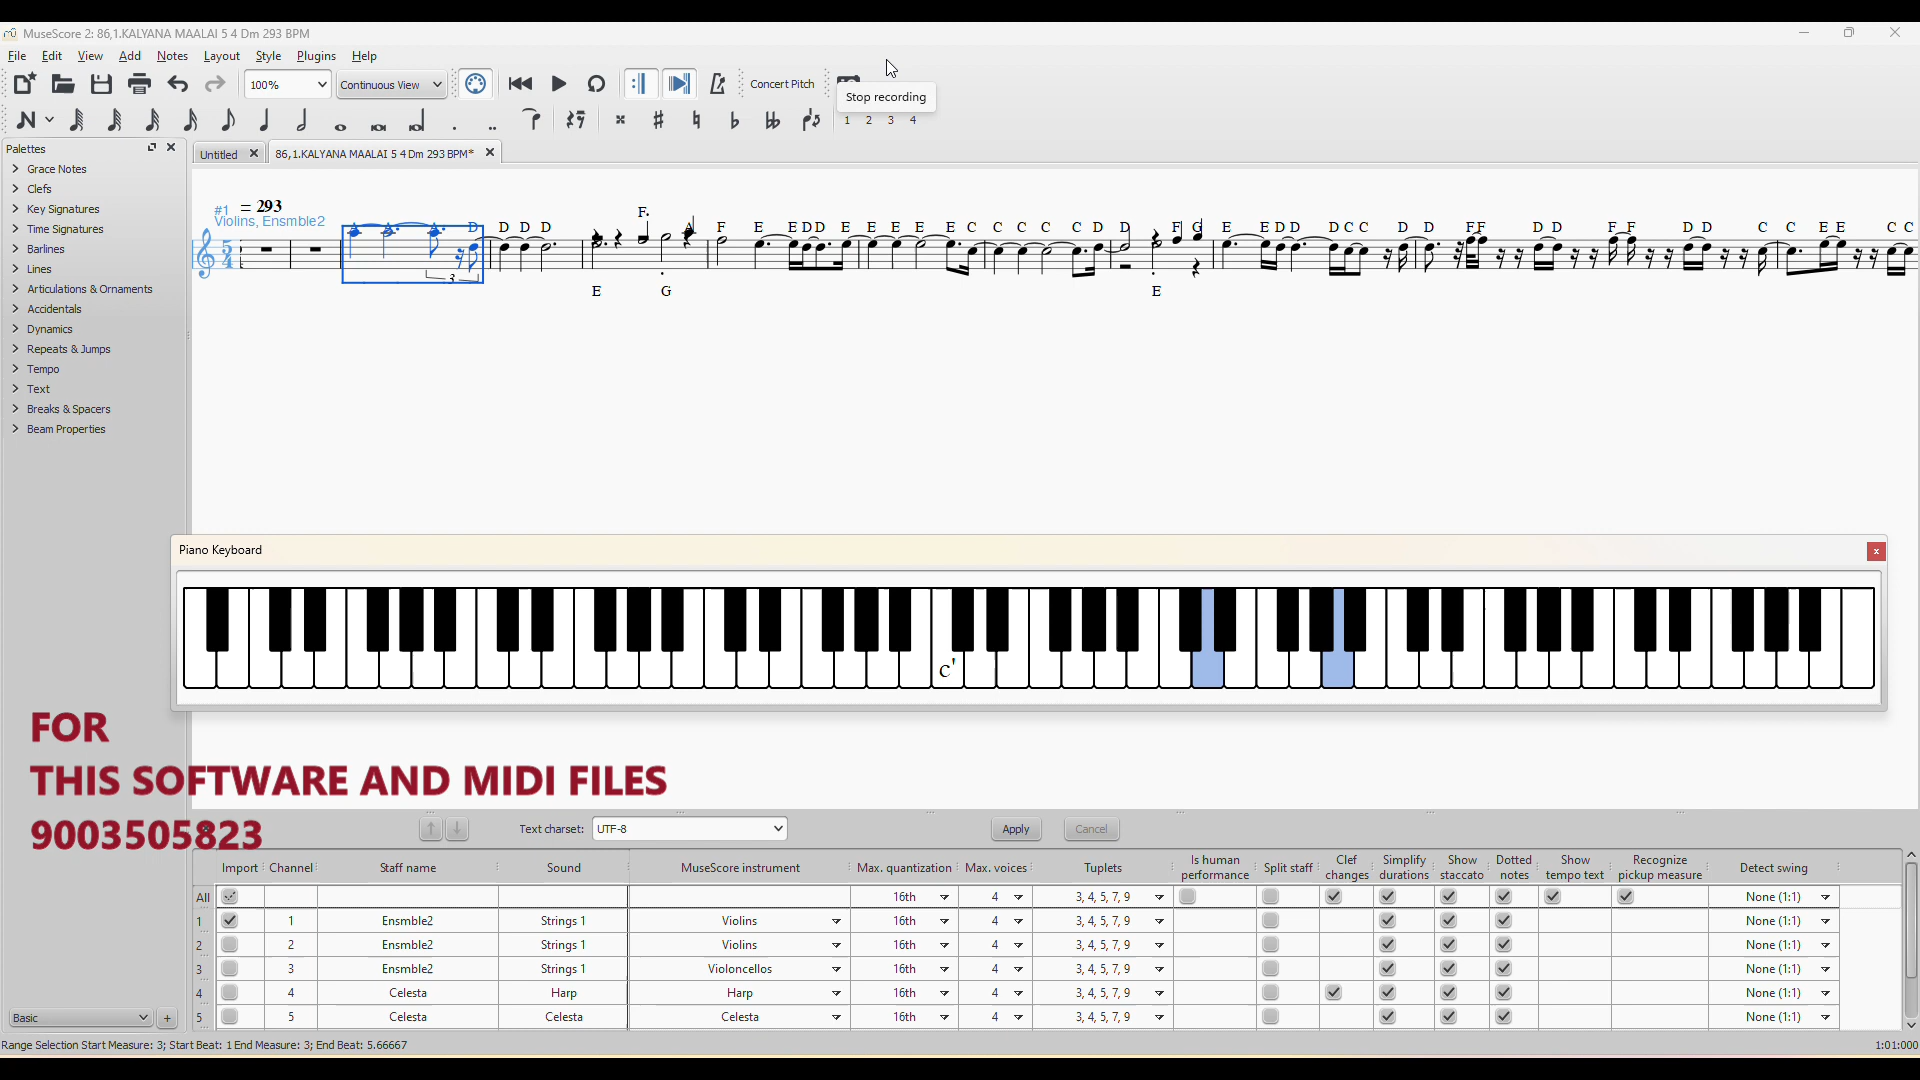 MuseScore 2: 86,1.KALYANA MAALAI 5 4 Dm 293 BPM
File Edit View Add Notes Layout Style Plugins Help
100% Continuous View Concert Pitch
Stop recording
1 2 3 4
Palettes
Untitled 86,1.KALYANA MAALAI 5 4 Dm 293 BPM*
Grace Notes
Clefs
Key Signatures
Time Signatures
Barlines
Lines
Articulations & Ornaments
Accidentals
Dynamics
Repeats & Jumps
Tempo
Text
Breaks & Spacers
Beam Properties
#1 = 293
Violins, Ensmble2
F.
A A. A. D D D D A F E E D D E E E E E C C C C C D D F G E E D D D C C D D F F D D F F D D C C E E C C
5
4
3
E G E
Piano Keyboard
c'
FOR
THIS SOFTWARE AND MIDI FILES
9003505823
Text charset: UTF-8 Apply Cancel
Import Channel Staff name Sound MuseScore instrument Max. quantization Max. voices Tuplets Is human performance Split staff Clef changes Simplify durations Show staccato Dotted notes Show tempo text Recognize pickup measure Detect swing
All 16th 4 3, 4, 5, 7, 9 None (1:1)
1 1 Ensmble2 Strings 1 Violins 16th 4 3, 4, 5, 7, 9 None (1:1)
2 2 Ensmble2 Strings 1 Violins 16th 4 3, 4, 5, 7, 9 None (1:1)
3 3 Ensmble2 Strings 1 Violoncellos 16th 4 3, 4, 5, 7, 9 None (1:1)
4 4 Celesta Harp Harp 16th 4 3, 4, 5, 7, 9 None (1:1)
5 5 Celesta Celesta Celesta 16th 4 3, 4, 5, 7, 9 None (1:1)
Basic +
Range Selection Start Measure: 3; Start Beat: 1 End Measure: 3; End Beat: 5.66667 1:01:000